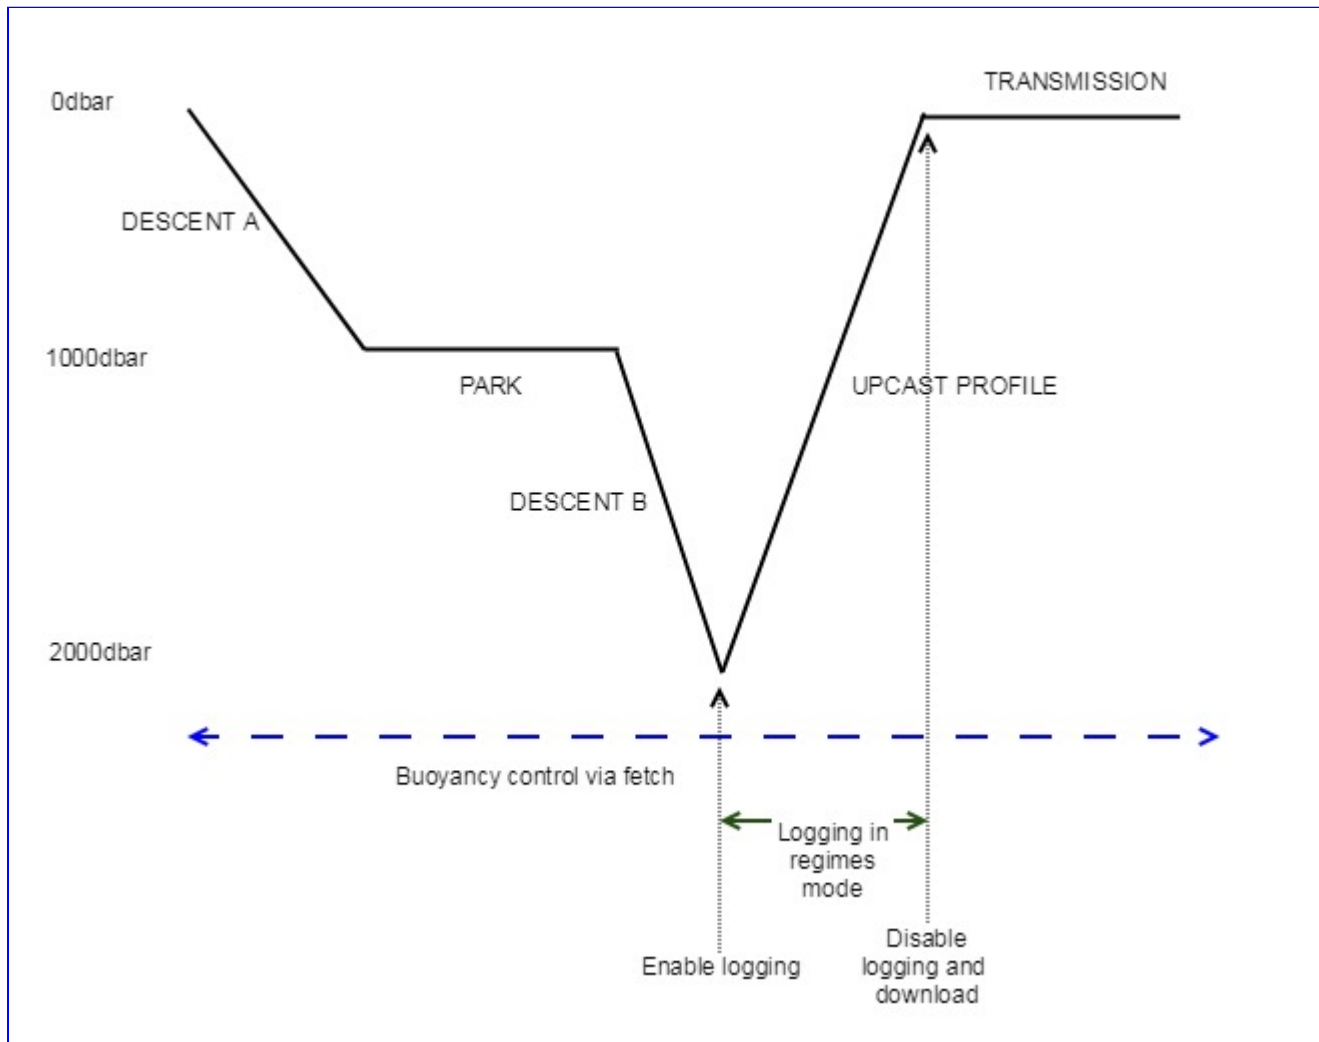 TRANSMISSION
0dbar
DESCENT A
1000dbar
PARK
UPCAST PROFILE
DESCENT B
2000dbar
Buoyancy control via fetch
Logging in
regimes
mode
Enable logging
Disable
logging and
download